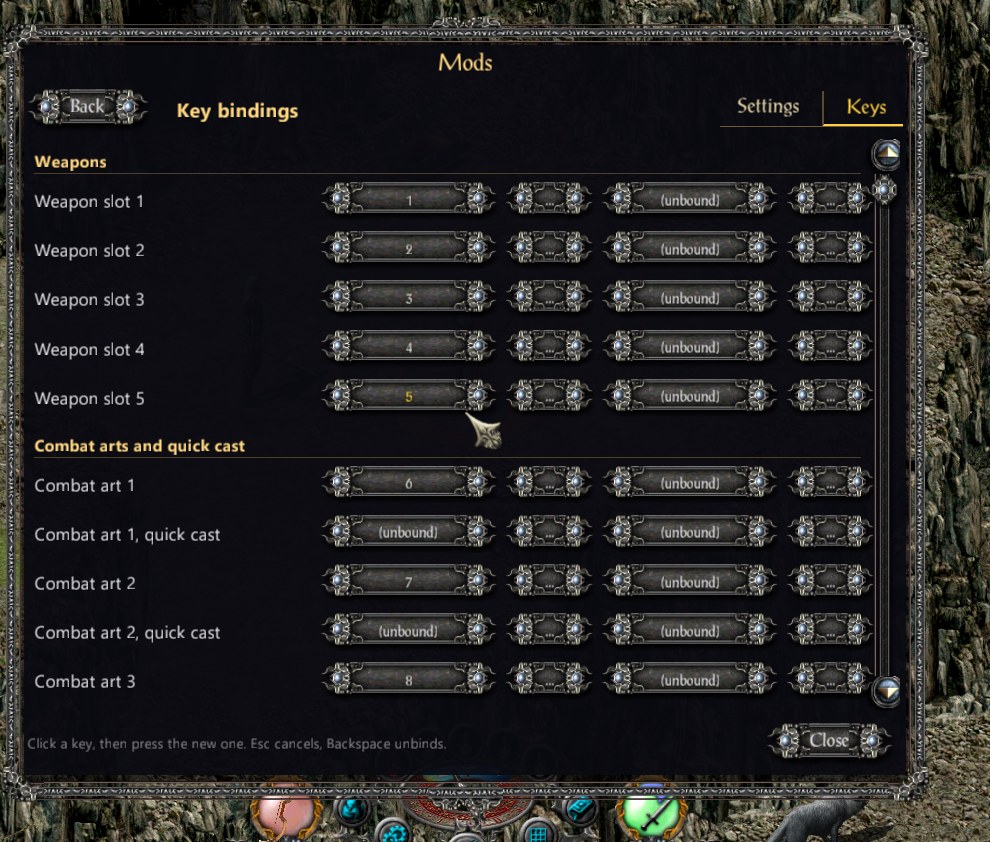 Mods
Back
Key bindings
Settings
Keys
Weapons
Weapon slot 1 1 ... (unbound) ...
Weapon slot 2 2 ... (unbound) ...
Weapon slot 3 3 ... (unbound) ...
Weapon slot 4 4 ... (unbound) ...
Weapon slot 5 5 ... (unbound) ...
Combat arts and quick cast
Combat art 1 6 ... (unbound) ...
Combat art 1, quick cast (unbound) ... (unbound) ...
Combat art 2 7 ... (unbound) ...
Combat art 2, quick cast (unbound) ... (unbound) ...
Combat art 3 8 ... (unbound) ...
Click a key, then press the new one. Esc cancels, Backspace unbinds.
Close